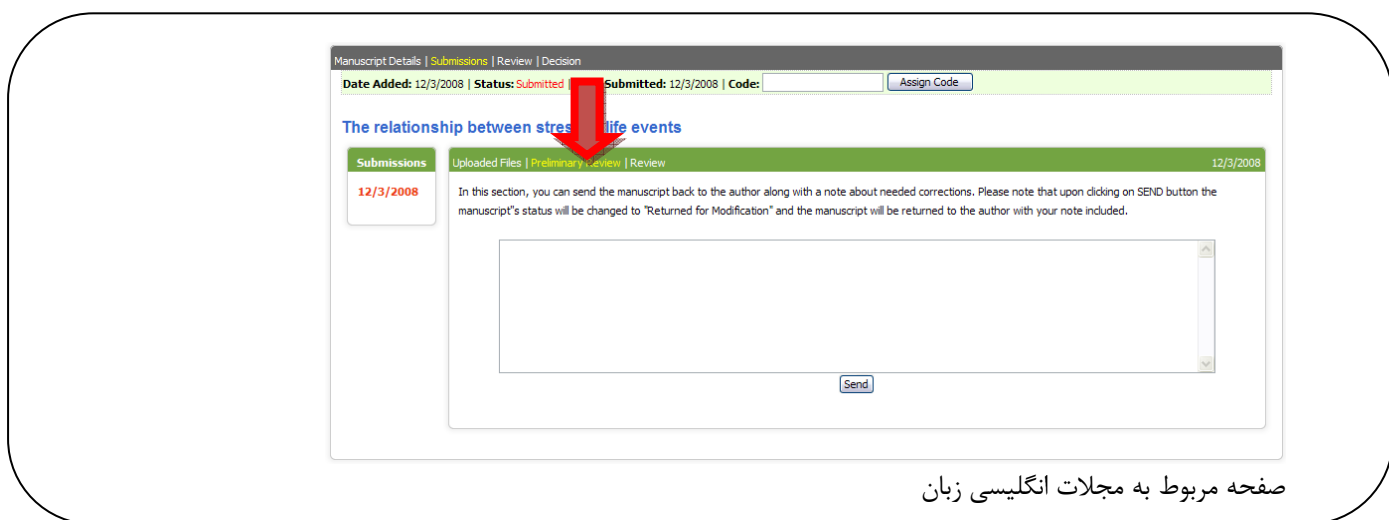 Manuscript Details | Submissions | Review | Decision
Date Added: 12/3/2008 | Status: Submitted | Submitted: 12/3/2008 | Code: Assign Code
The relationship between life events
Submissions
12/3/2008
Uploaded Files | Preliminary Review | Review 12/3/2008
In this section, you can send the manuscript back to the author along with a note about needed corrections. Please note that upon clicking on SEND button the
manuscript"s status will be changed to "Returned for Modification" and the manuscript will be returned to the author with your note included.
Send
صفحه مربوط به مجلات انگلیسی زبان